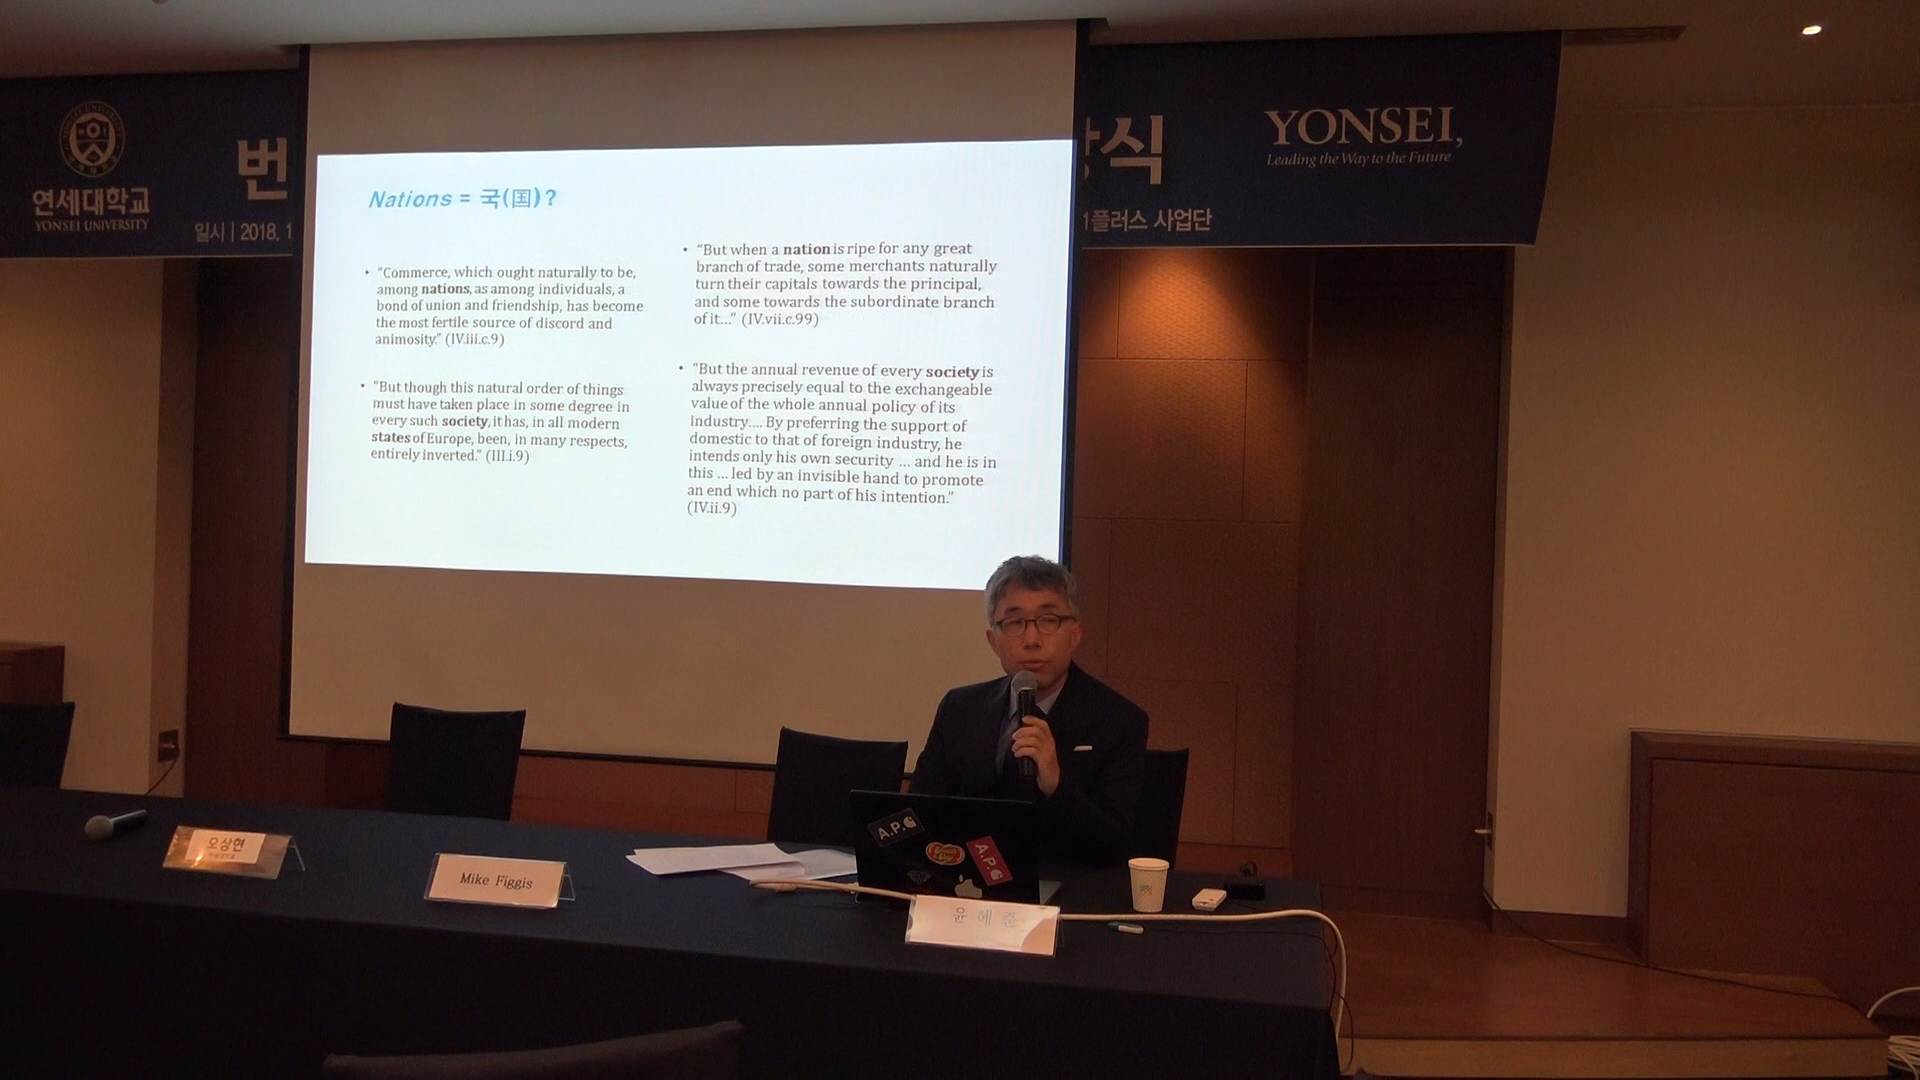 연세대학교
YONSEI UNIVERSITY
번
일시 | 2018. 1
식
1플러스 사업단
YONSEI,
Leading the Way to the Future
Nations = 국(国)?
• “Commerce, which ought naturally to be,
among nations, as among individuals, a
bond of union and friendship, has become
the most fertile source of discord and
animosity.” (IV.iii.c.9)
• “But though this natural order of things
must have taken place in some degree in
every such society, it has, in all modern
states of Europe, been, in many respects,
entirely inverted.” (III.i.9)
• “But when a nation is ripe for any great
branch of trade, some merchants naturally
turn their capitals towards the principal,
and some towards the subordinate branch
of it...” (IV.vii.c.99)
• “But the annual revenue of every society is
always precisely equal to the exchangeable
value of the whole annual policy of its
Industry.... By preferring the support of
domestic to that of foreign industry, he
intends only his own security ... and he is in
this ... led by an invisible hand to promote
an end which no part of his intention.”
(IV.ii.9)
오상현
Mike Figgis
윤 혜 준
A.P.C
A.P.C